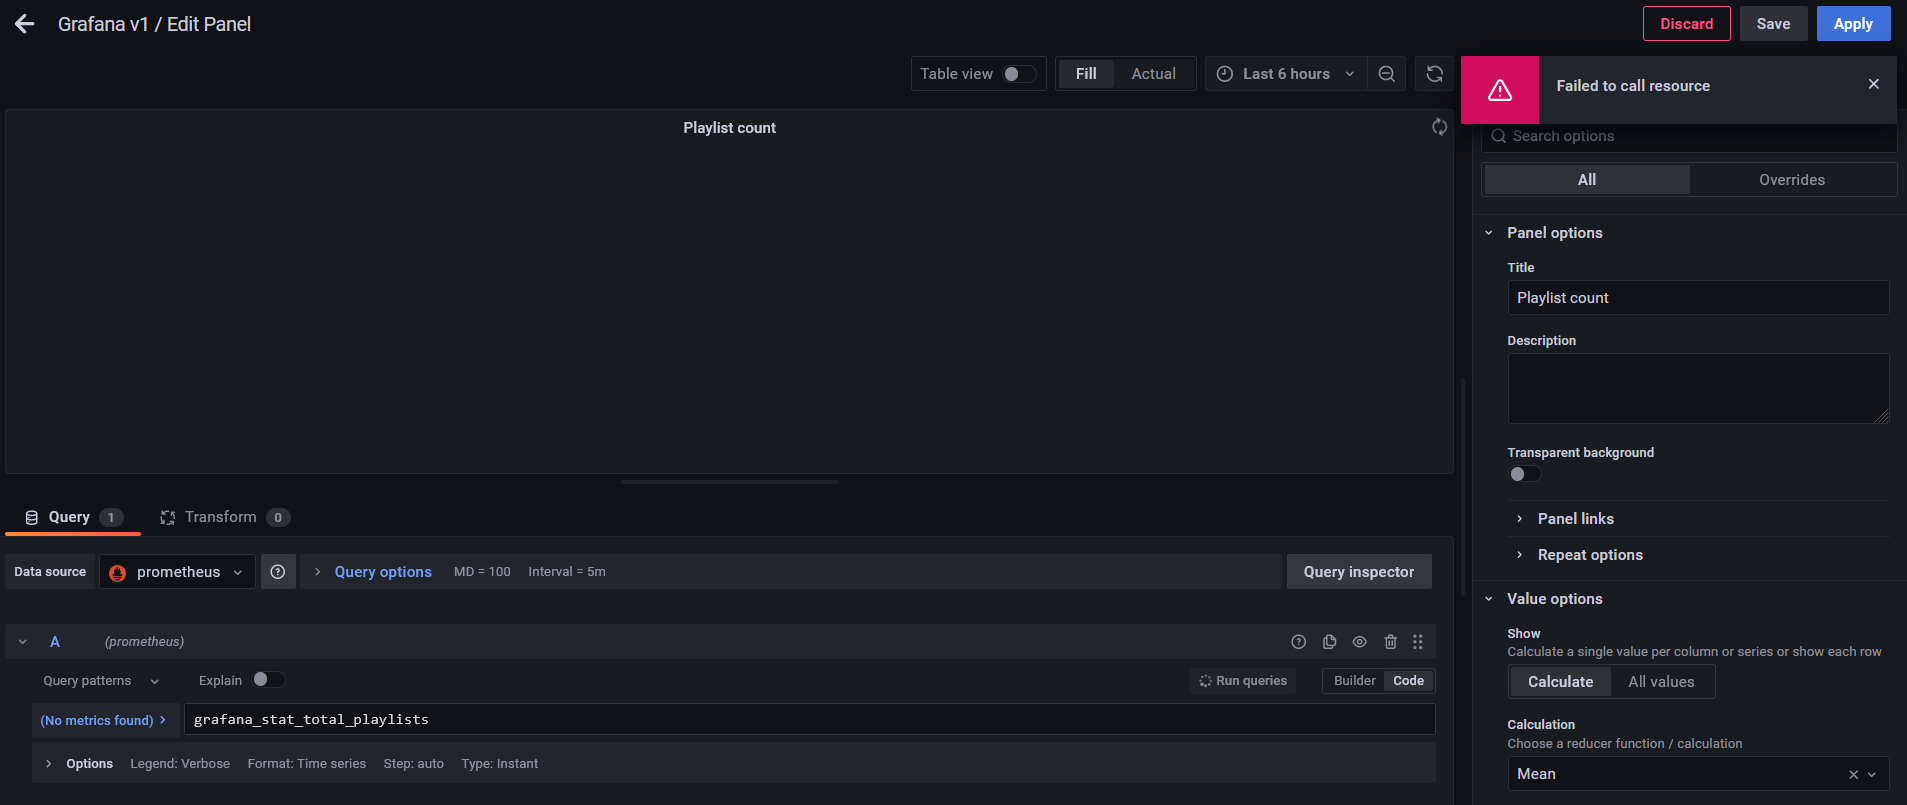 Grafana v1 / Edit Panel
Discard
Save
Apply
Table view
Fill
Actual
Last 6 hours
Failed to call resource
Playlist count
Search options
All
Overrides
Panel options
Title
Playlist count
Description
Transparent background
Panel links
Repeat options
Value options
Show
Calculate a single value per column or series or show each row
Calculate
All values
Calculation
Choose a reducer function / calculation
Mean
Query 1
Transform 0
Data source
prometheus
Query options
MD = 100
Interval = 5m
Query inspector
A
(prometheus)
Query patterns
Explain
Run queries
Builder
Code
(No metrics found)
grafana_stat_total_playlists
Options
Legend: Verbose
Format: Time series
Step: auto
Type: Instant